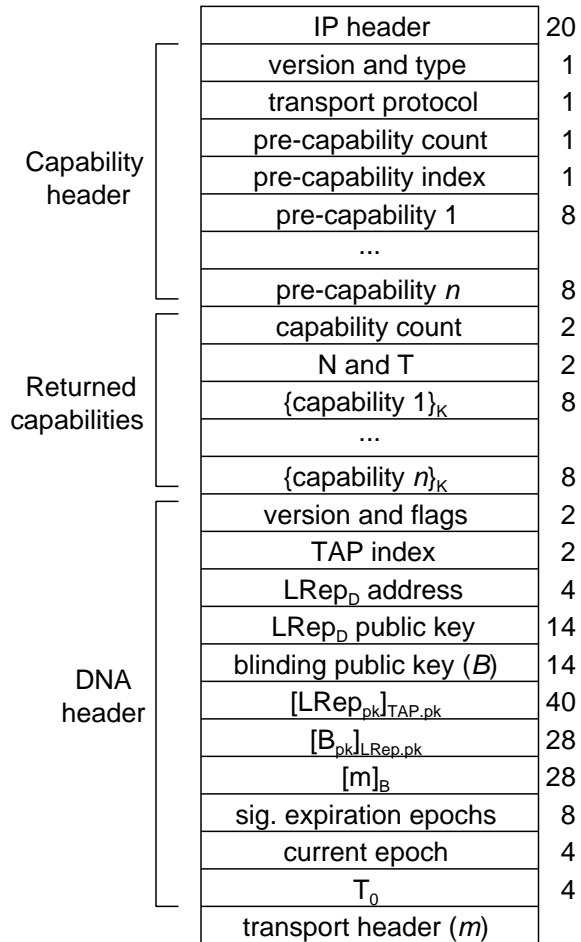 IP header 20
version and type 1
transport protocol 1
pre-capability count 1
Capability
header
pre-capability index 1
pre-capability 1 8
...
pre-capability n 8
capability count 2
N and T 2
Returned
capabilities
{capability 1}K 8
...
{capability n}K 8
version and flags 2
TAP index 2
LRepD address 4
LRepD public key 14
blinding public key (B) 14
DNA
header
[LReppk]TAP.pk 40
[Bpk]LRep.pk 28
[m]B 28
sig. expiration epochs 8
current epoch 4
T0 4
transport header (m)